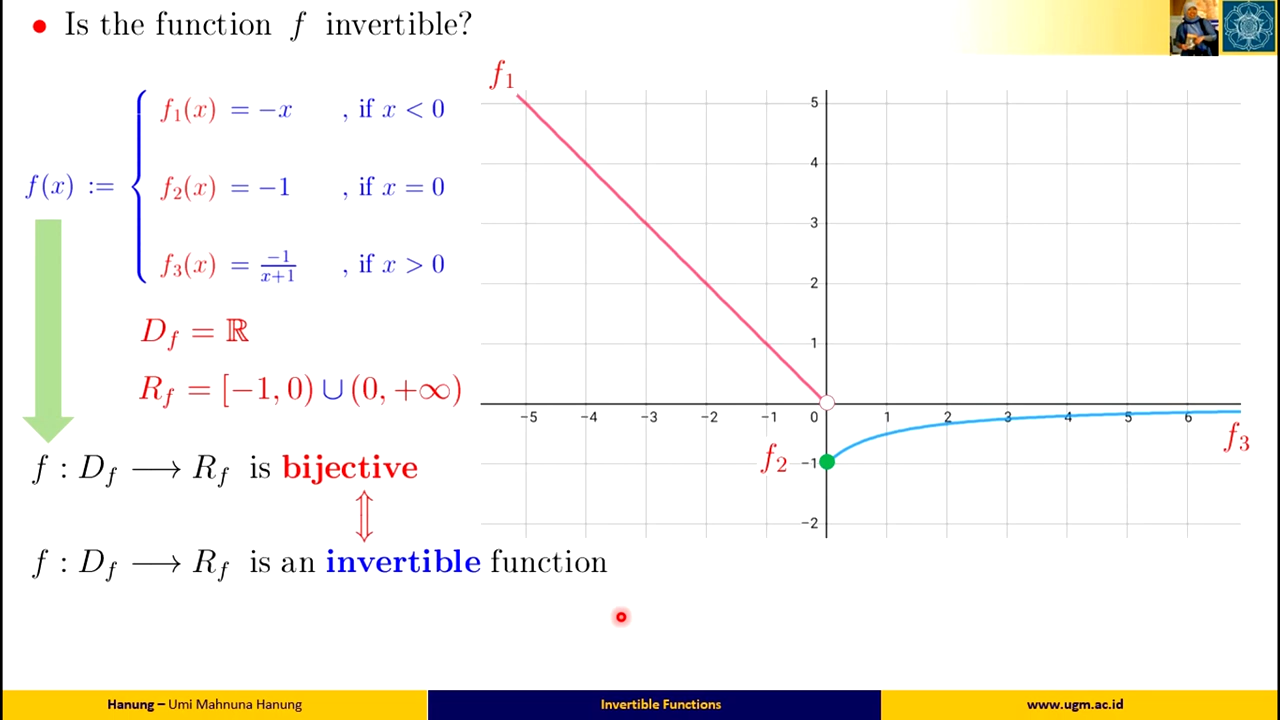 • Is the function f invertible?
f(x) := { f₁(x) = −x , if x < 0
f₂(x) = −1 , if x = 0
f₃(x) = −1/(x+1) , if x > 0
D_f = ℝ
R_f = [−1, 0) ∪ (0, +∞)
f : D_f ⟶ R_f is bijective
⇕
f : D_f ⟶ R_f is an invertible function
f₁
5
4
3
2
1
−5 −4 −3 −2 −1 0 1 2 3 4 5 6
f₃
f₂ −1
−2
Hanung – Umi Mahnuna Hanung
Invertible Functions
www.ugm.ac.id